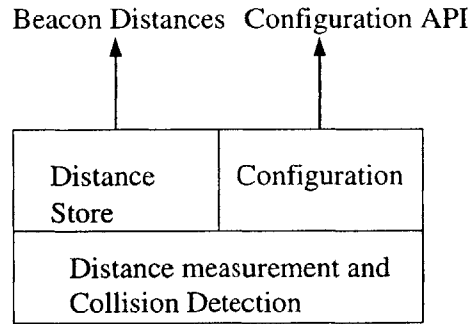 Beacon Distances Configuration API
Distance
Store
Configuration
Distance measurement and
Collision Detection